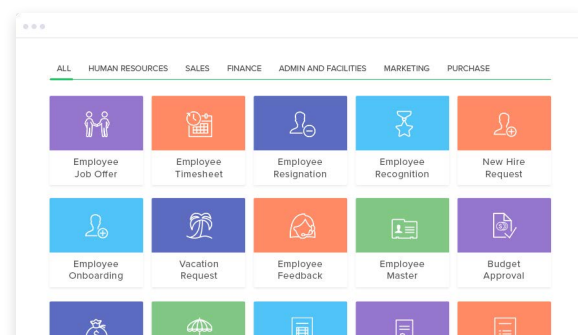 ALL HUMAN RESOURCES SALES FINANCE ADMIN AND FACILITIES MARKETING PURCHASE
Employee
Job Offer
Employee
Timesheet
Employee
Resignation
Employee
Recognition
New Hire
Request
Employee
Onboarding
Vacation
Request
Employee
Feedback
Employee
Master
Budget
Approval